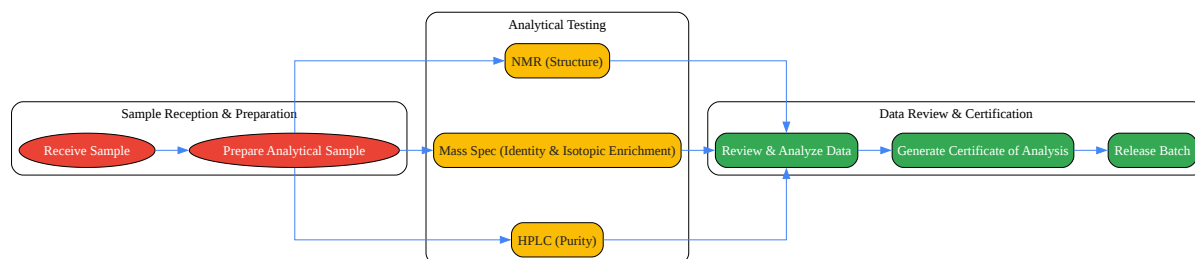 Sample Reception & Preparation
Receive Sample
Prepare Analytical Sample
Analytical Testing
NMR (Structure)
Mass Spec (Identity & Isotopic Enrichment)
HPLC (Purity)
Data Review & Certification
Review & Analyze Data
Generate Certificate of Analysis
Release Batch